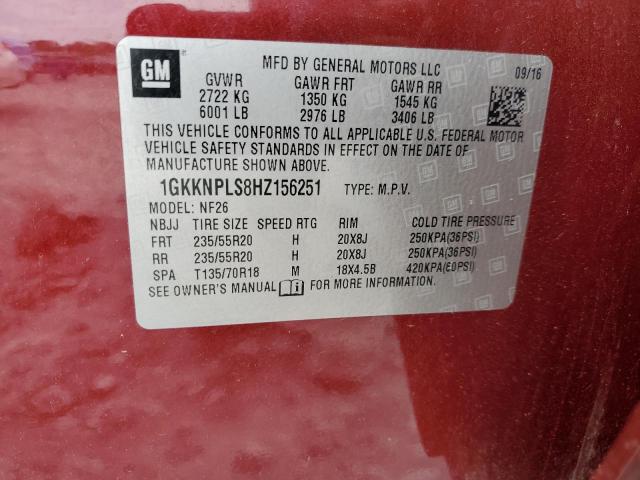 GM
MFD BY GENERAL MOTORS LLC
09/16
GVWR GAWR FRT GAWR RR
2722 KG 1350 KG 1545 KG
6001 LB 2976 LB 3406 LB
THIS VEHICLE CONFORMS TO ALL APPLICABLE U.S. FEDERAL MOTOR
VEHICLE SAFETY STANDARDS IN EFFECT ON THE DATE OF
MANUFACTURE SHOWN ABOVE.
1GKKNPLS8HZ156251 TYPE: M.P.V.
MODEL: NF26
NBJJ TIRE SIZE SPEED RTG RIM COLD TIRE PRESSURE
FRT 235/55R20 H 20X8J 250KPA(36PSI)
RR 235/55R20 H 20X8J 250KPA(36PSI)
SPA T135/70R18 M 18X4.5B 420KPA(60PSI)
SEE OWNER'S MANUAL FOR MORE INFORMATION.